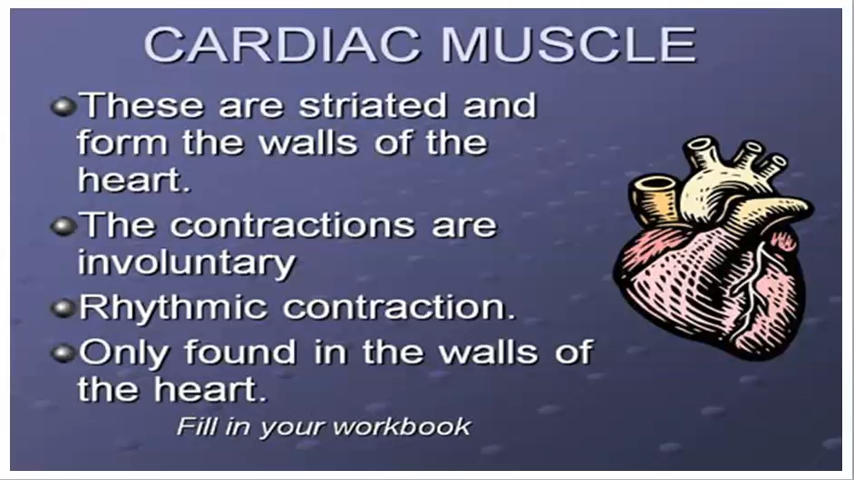 CARDIAC MUSCLE
These are striated and
form the walls of the
heart.
The contractions are
involuntary
Rhythmic contraction.
Only found in the walls of
the heart.
Fill in your workbook